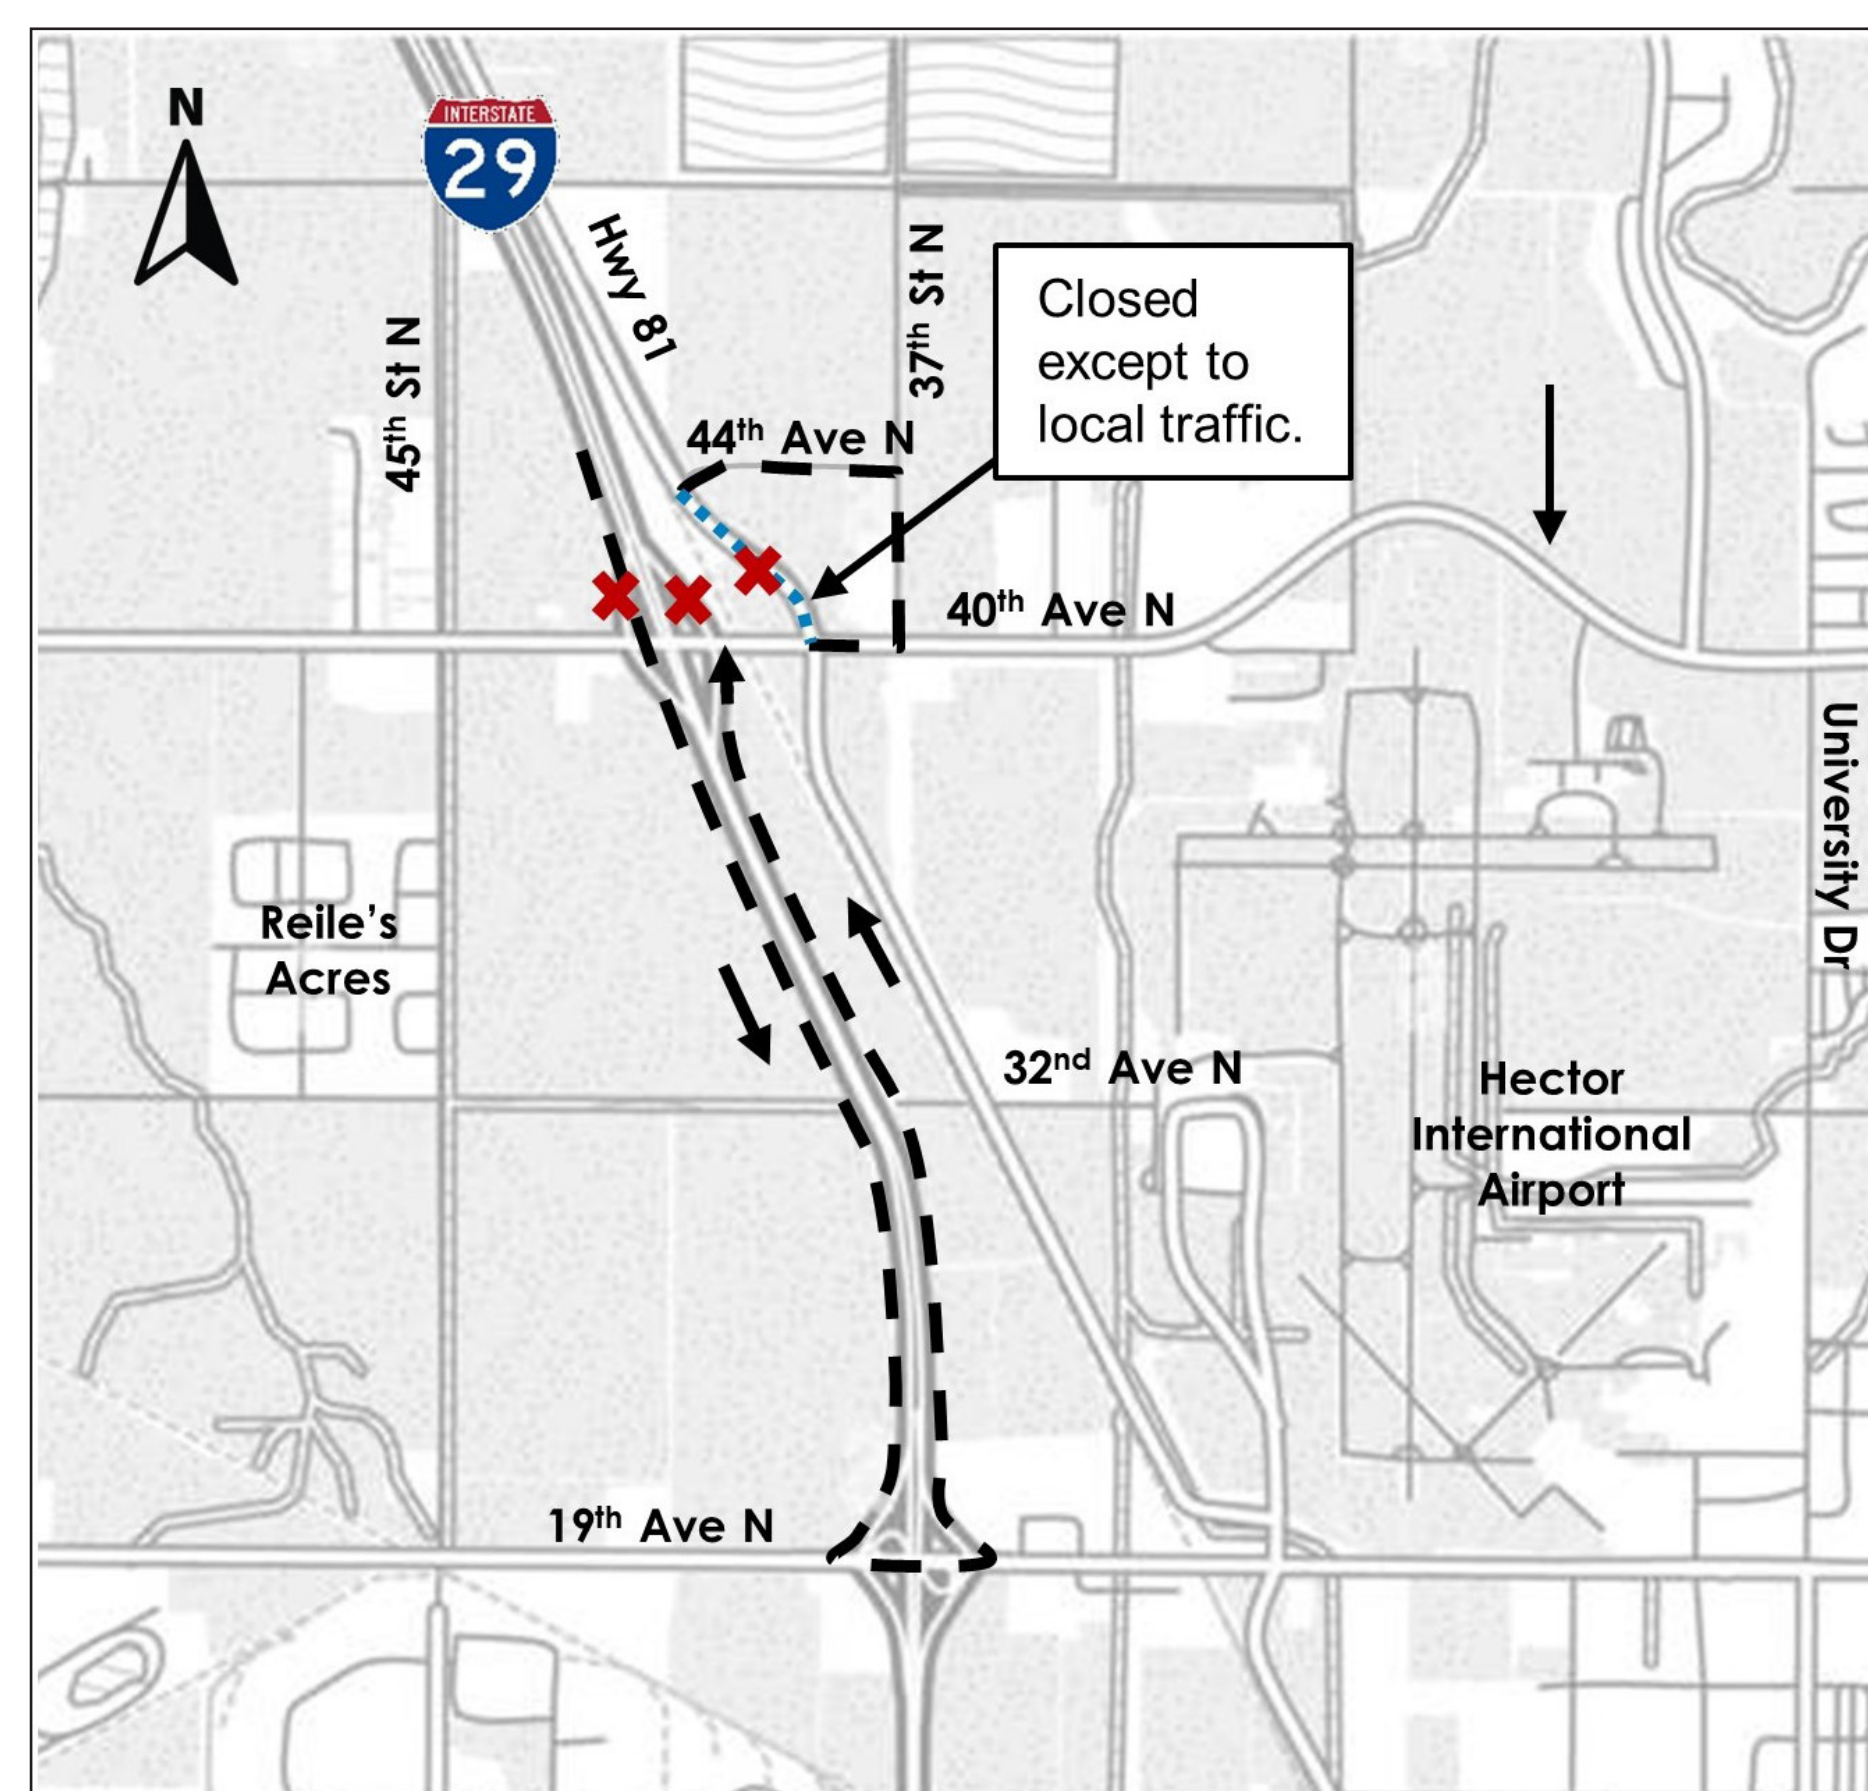 N
INTERSTATE
29
Hwy 81
37th St N
Closed
except to
local traffic.
45th St N
44th Ave N
40th Ave N
University Dr
Reile's
Acres
32nd Ave N
Hector
International
Airport
19th Ave N